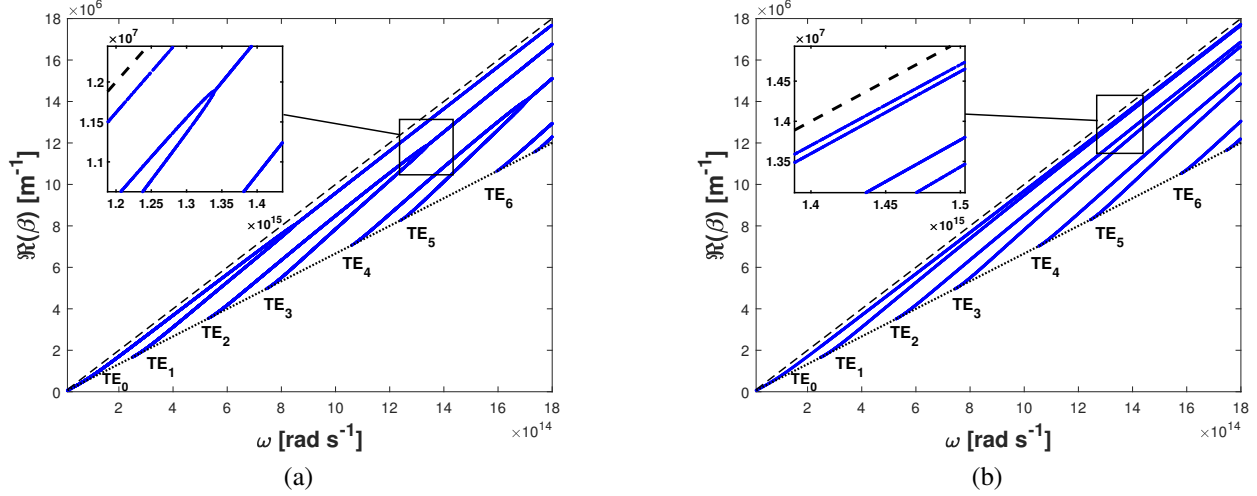 ×10^6
18
16
14
12
10
8
6
4
2
0
ℜ(β) [m^-1]
×10^7
1.2
1.15
1.1
1.2 1.25 1.3 1.35 1.4
×10^15
TE_0
TE_1
TE_2
TE_3
TE_4
TE_5
TE_6
2 4 6 8 10 12 14 16 18
×10^14
ω [rad s^-1]
(a)
×10^6
18
16
14
12
10
8
6
4
2
0
ℜ(β) [m^-1]
×10^7
1.45
1.4
1.35
1.4 1.45 1.5
×10^15
TE_0
TE_1
TE_2
TE_3
TE_4
TE_5
TE_6
2 4 6 8 10 12 14 16 18
×10^14
ω [rad s^-1]
(b)